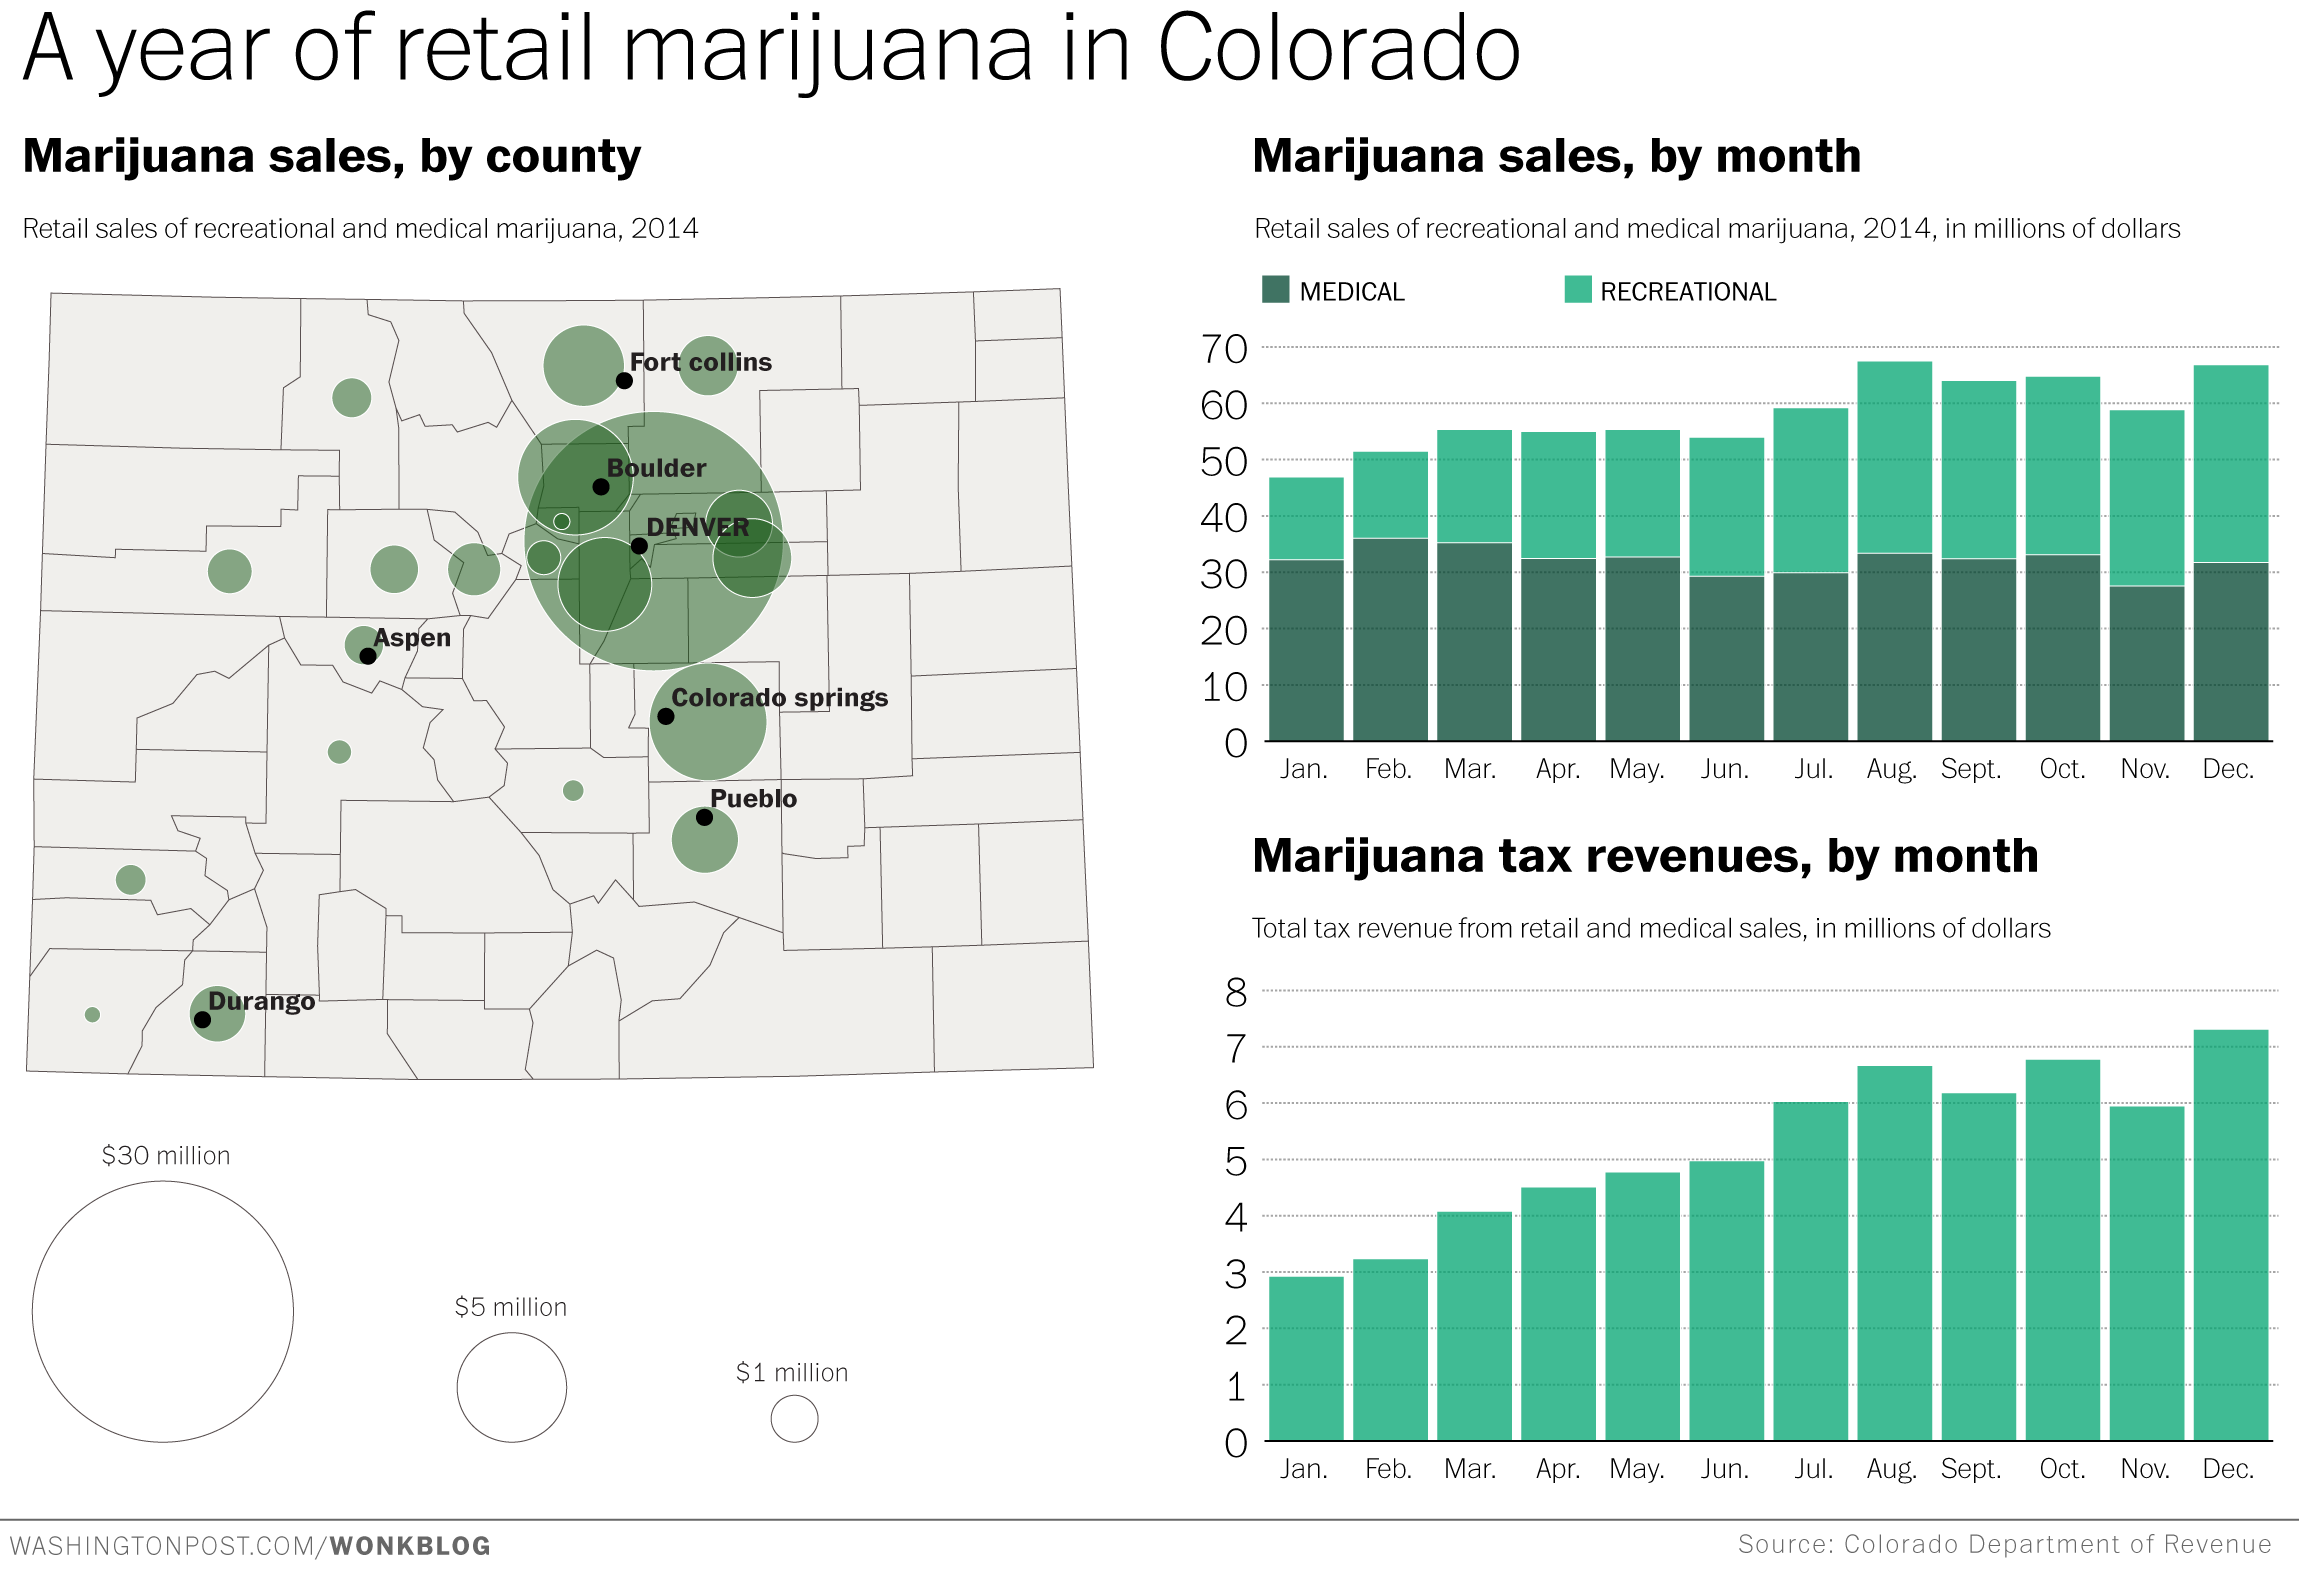 A year of retail marijuana in Colorado
Marijuana sales, by county
Retail sales of recreational and medical marijuana, 2014
Fort collins
Boulder
DENVER
Aspen
Colorado springs
Pueblo
Durango
$30 million
$5 million
$1 million
Marijuana sales, by month
Retail sales of recreational and medical marijuana, 2014, in millions of dollars
MEDICAL RECREATIONAL
70
60
50
40
30
20
10
0
Jan. Feb. Mar. Apr. May. Jun. Jul. Aug. Sept. Oct. Nov. Dec.
Marijuana tax revenues, by month
Total tax revenue from retail and medical sales, in millions of dollars
8
7
6
5
4
3
2
1
0
Jan. Feb. Mar. Apr. May. Jun. Jul. Aug. Sept. Oct. Nov. Dec.
WASHINGTONPOST.COM/WONKBLOG
Source: Colorado Department of Revenue